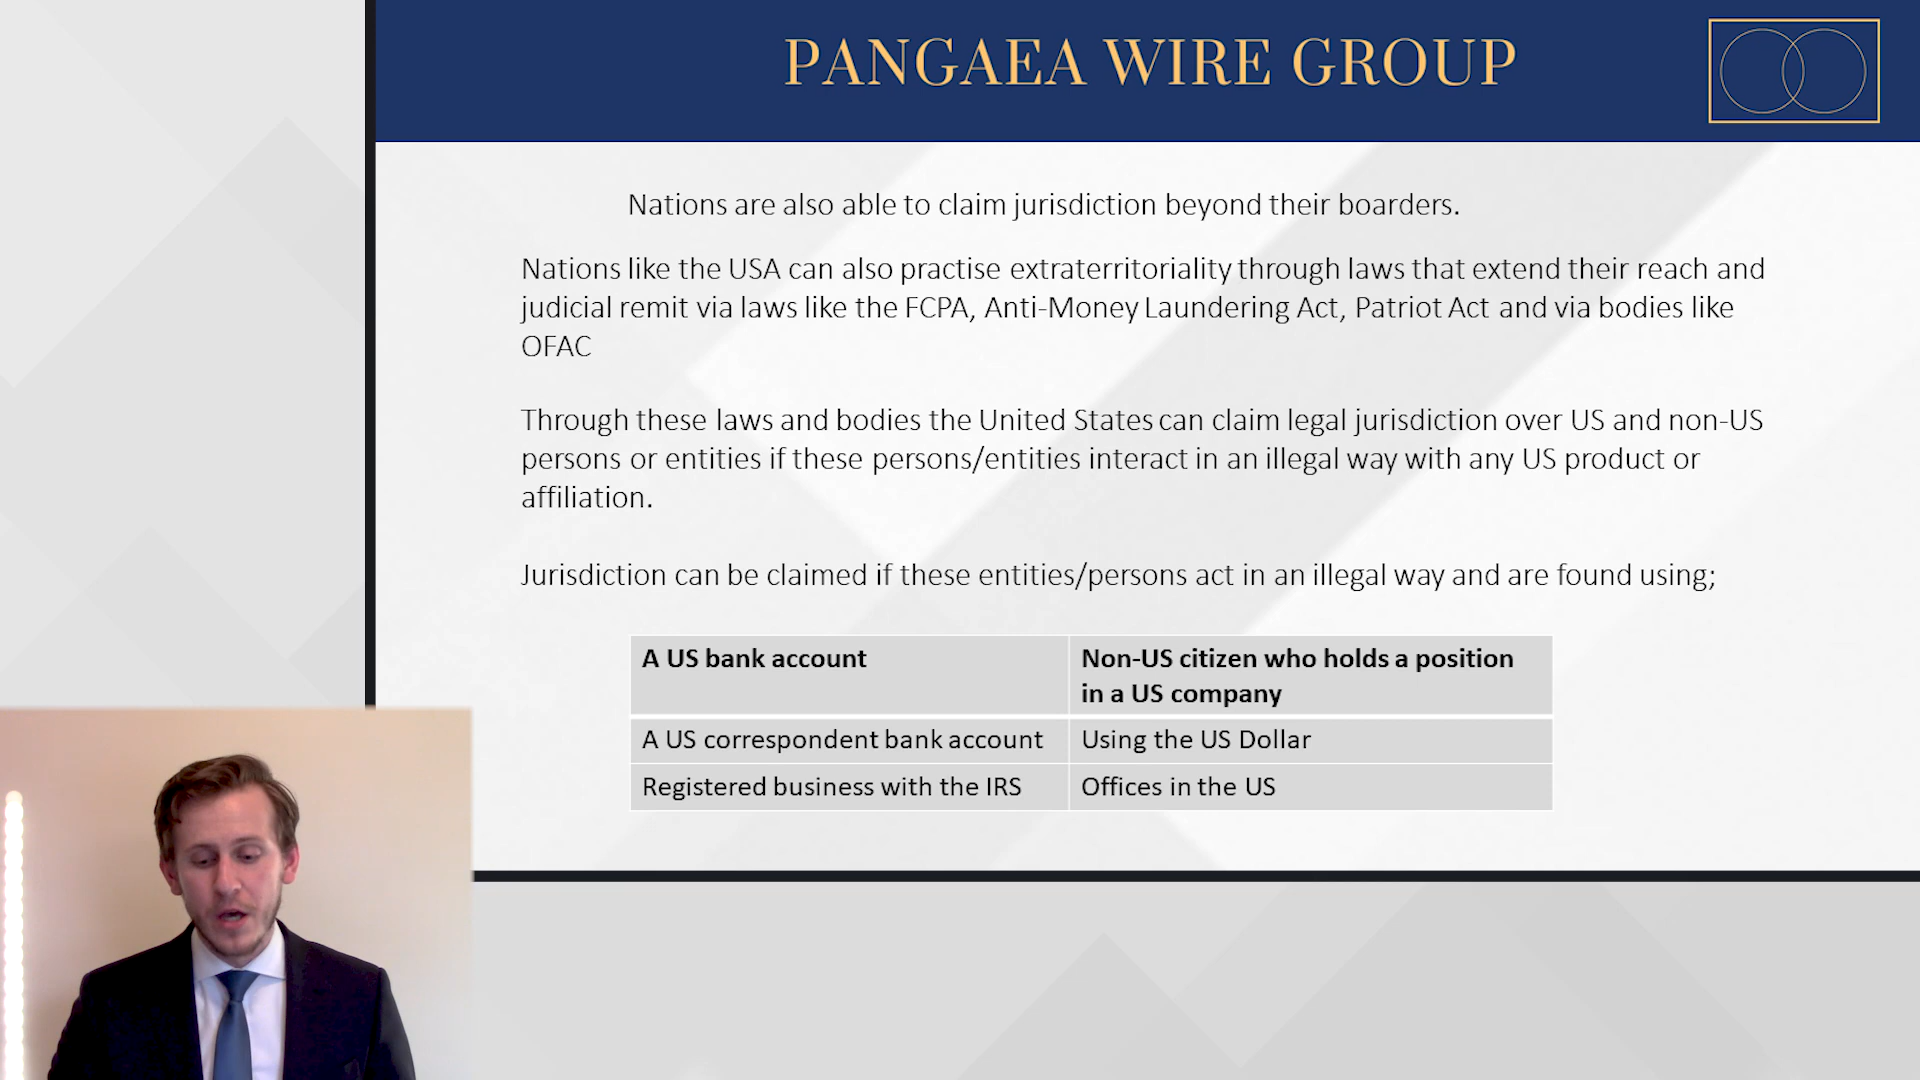 PANGAEA WIRE GROUP
Nations are also able to claim jurisdiction beyond their boarders.
Nations like the USA can also practise extraterritoriality through laws that extend their reach and
judicial remit via laws like the FCPA, Anti-Money Laundering Act, Patriot Act and via bodies like
OFAC
Through these laws and bodies the United States can claim legal jurisdiction over US and non-US
persons or entities if these persons/entities interact in an illegal way with any US product or
affiliation.
Jurisdiction can be claimed if these entities/persons act in an illegal way and are found using;
A US bank account
Non-US citizen who holds a position
in a US company
A US correspondent bank account
Using the US Dollar
Registered business with the IRS
Offices in the US